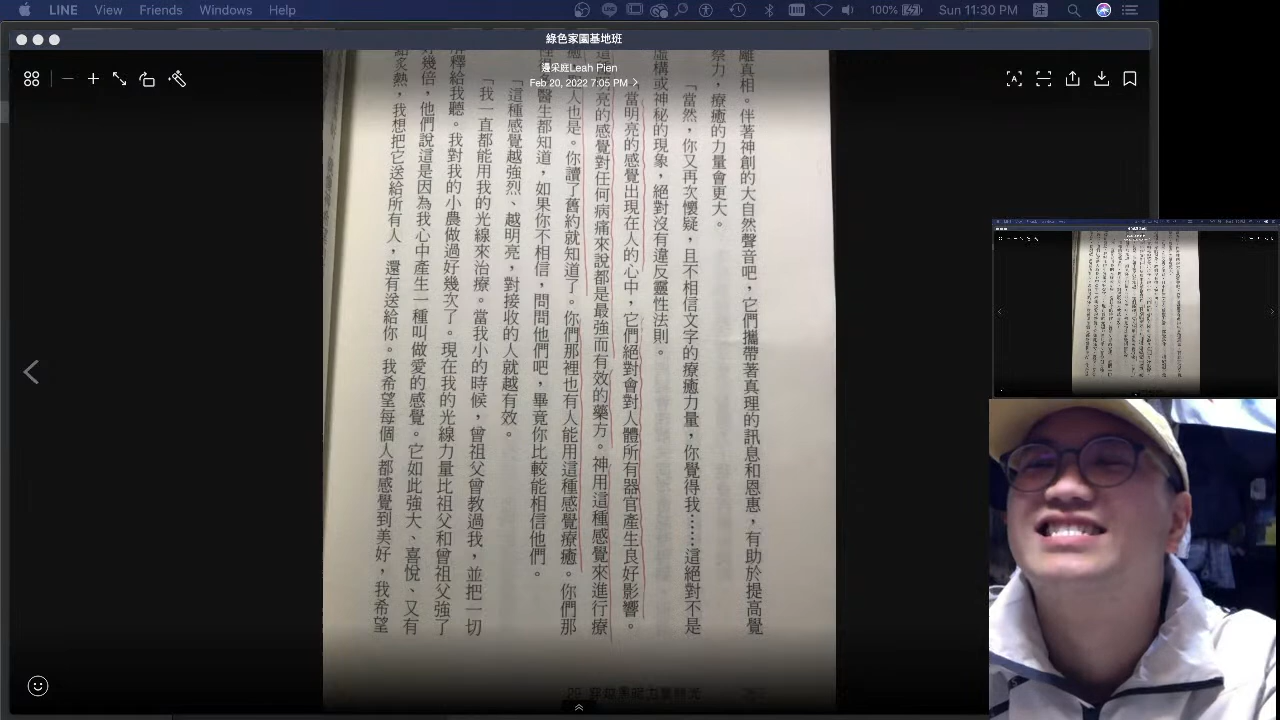 LINE View Friends Windows Help
100% Sun 11:30 PM
綠色家園基地班
Leah Pien
Feb 20, 2022 7:05 PM
離真相。伴著神創的大自然聲音吧，它們攜帶著真理的訊息和恩惠，有助於提高覺
察力，療癒的力量會更大。
「當然，你又再次懷疑，且不相信文字的療癒力量，你覺得我……這絕對不是
虛構或神秘的現象，絕對沒有違反靈性法則。
當明亮的感覺出現在人的心中，它們絕對會對人體所有器官產生良好影響。
亮的感覺對任何病痛來說都是最強而有效的藥方。神用這種感覺來進行療
人也是。你讀了舊約就知道了。你們那裡也有人能用這種感覺療癒。你們那
醫生都知道，如果你不相信，問問他們吧，畢竟你比較能相信他們。
「這種感覺越強烈、越明亮，對接收的人就越有效。
「我一直都能用我的光線來治療。當我小的時候，曾祖父曾教過我，並把一切
解釋給我聽。我對我的小農做過好幾次了。現在我的光線力量比祖父和曾祖父強了
好幾倍，他們說這是因為我心中產生一種叫做愛的感覺。它如此強大、喜悅、又有
炙熱，我想把它送給所有人，還有送給你。我希望每個人都感覺到美好，我希望